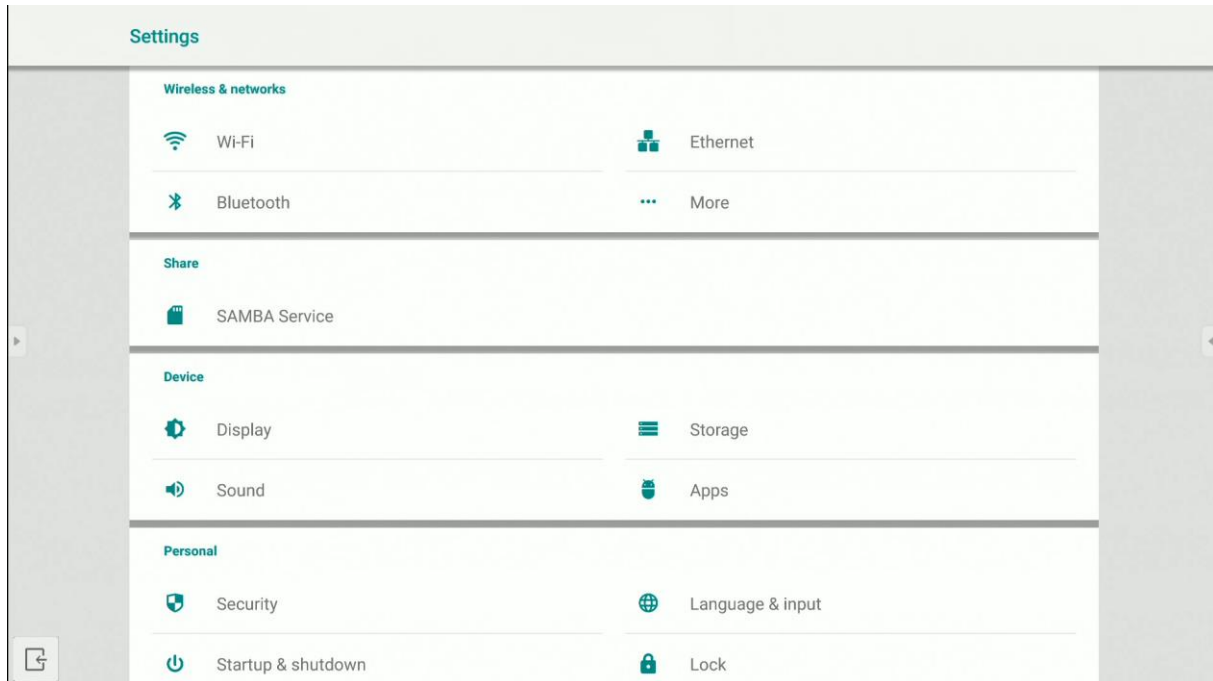 Settings
Wireless & networks
Wi-Fi
Ethernet
Bluetooth
More
Share
SAMBA Service
Device
Display
Storage
Sound
Apps
Personal
Security
Language & input
Startup & shutdown
Lock